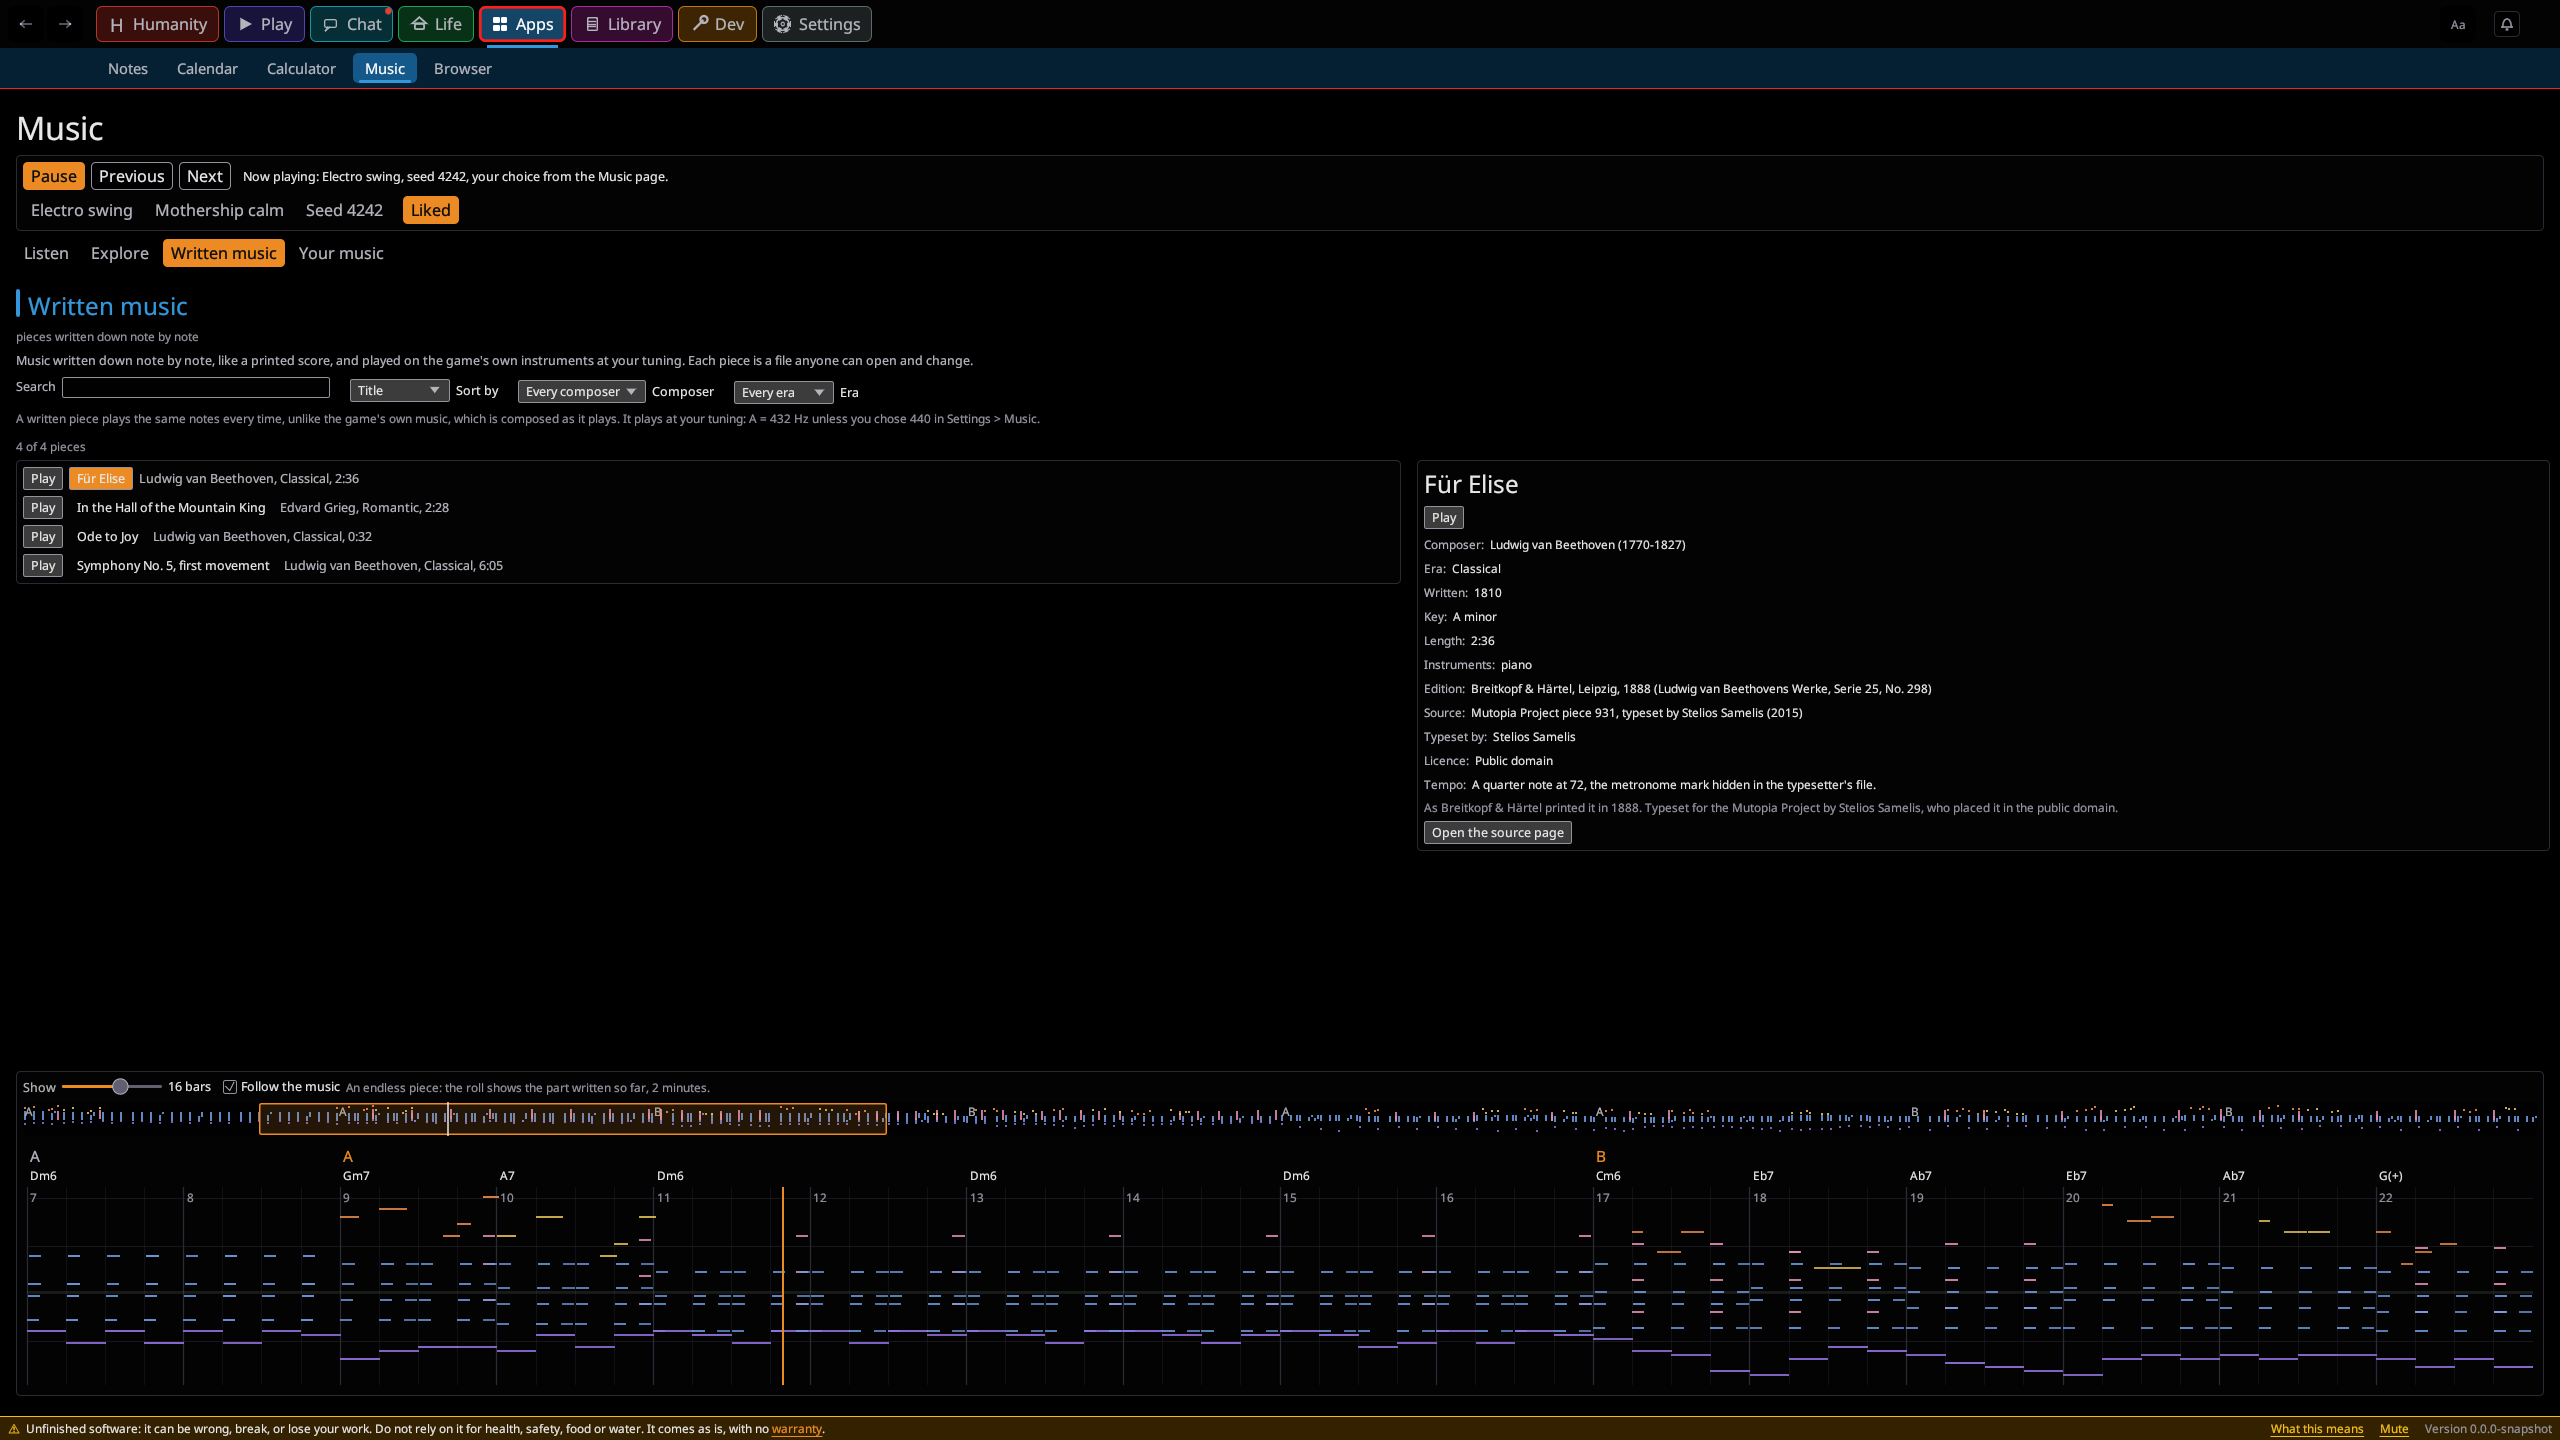 Humanity Play Chat Life Apps Library Dev Settings Aa
Notes Calendar Calculator Music Browser
Music
Pause Previous Next Now playing: Electro swing, seed 4242, your choice from the Music page.
Electro swing Mothership calm Seed 4242 Liked
Listen Explore Written music Your music
Written music
pieces written down note by note
Music written down note by note, like a printed score, and played on the game's own instruments at your tuning. Each piece is a file anyone can open and change.
Search Title Sort by Every composer Composer Every era Era
A written piece plays the same notes every time, unlike the game's own music, which is composed as it plays. It plays at your tuning: A = 432 Hz unless you chose 440 in Settings > Music.
4 of 4 pieces
Play Für Elise Ludwig van Beethoven, Classical, 2:36
Play In the Hall of the Mountain King Edvard Grieg, Romantic, 2:28
Play Ode to Joy Ludwig van Beethoven, Classical, 0:32
Play Symphony No. 5, first movement Ludwig van Beethoven, Classical, 6:05
Für Elise
Play
Composer: Ludwig van Beethoven (1770-1827)
Era: Classical
Written: 1810
Key: A minor
Length: 2:36
Instruments: piano
Edition: Breitkopf & Härtel, Leipzig, 1888 (Ludwig van Beethovens Werke, Serie 25, No. 298)
Source: Mutopia Project piece 931, typeset by Stelios Samelis (2015)
Typeset by: Stelios Samelis
Licence: Public domain
Tempo: A quarter note at 72, the metronome mark hidden in the typesetter's file.
As Breitkopf & Härtel printed it in 1888. Typeset for the Mutopia Project by Stelios Samelis, who placed it in the public domain.
Open the source page
Show 16 bars Follow the music An endless piece: the roll shows the part written so far, 2 minutes.
A A B B A A B B
A A B
Dm6 Gm7 A7 Dm6 Dm6 Dm6 Cm6 Eb7 Ab7 Eb7 Ab7 G(+)
7 8 9 10 11 12 13 14 15 16 17 18 19 20 21 22
Unfinished software: it can be wrong, break, or lose your work. Do not rely on it for health, safety, food or water. It comes as is, with no warranty. What this means Mute Version 0.0.0-snapshot